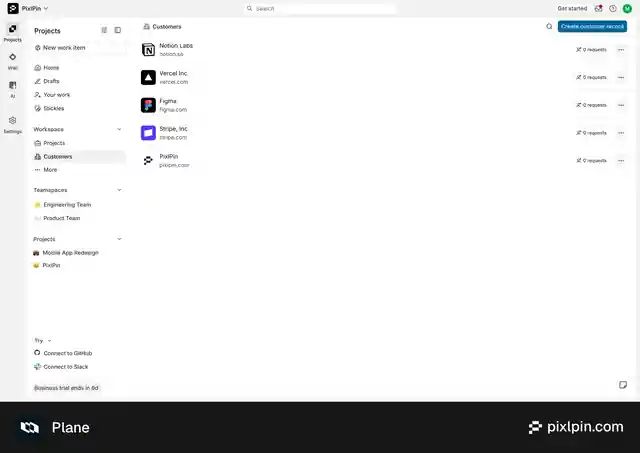 PixlPin
Search
Get started
M
Projects
Wiki
AI
Settings
Projects
New work item
Home
Drafts
Your work
Stickies
Workspace
Projects
Customers
More
Teamspaces
Engineering Team
Product Team
Projects
Mobile App Redesign
PixlPin
Try
Connect to GitHub
Connect to Slack
Business trial ends in 6d
Customers
Create customer record
Notion Labs
notion.so
0 requests
Vercel Inc
vercel.com
0 requests
Figma
figma.com
0 requests
Stripe, Inc
stripe.com
0 requests
PixlPin
pixlpin.com
0 requests
Plane
pixlpin.com